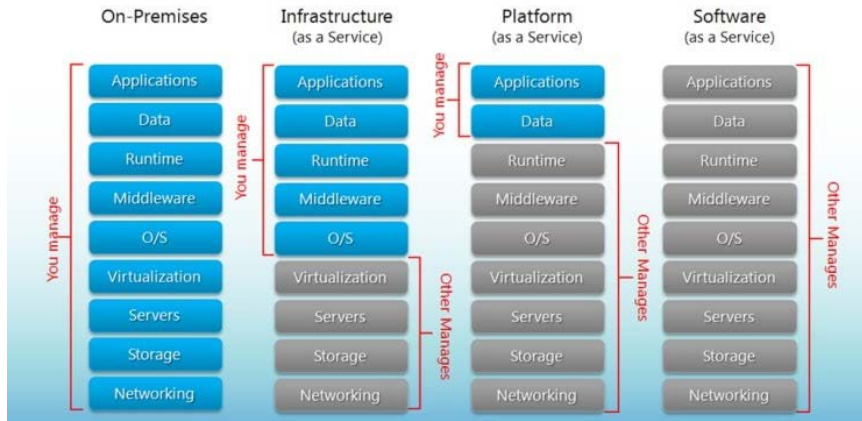 On-Premises
You manage
Applications
Data
Runtime
Middleware
O/S
Virtualization
Servers
Storage
Networking
Infrastructure
(as a Service)
You manage
Applications
Data
Runtime
Middleware
O/S
Virtualization
Servers
Storage
Networking
Other Manages
Platform
(as a Service)
You manage
Applications
Data
Runtime
Middleware
O/S
Virtualization
Servers
Storage
Networking
Other Manages
Software
(as a Service)
Applications
Data
Runtime
Middleware
O/S
Virtualization
Servers
Storage
Networking
Other Manages